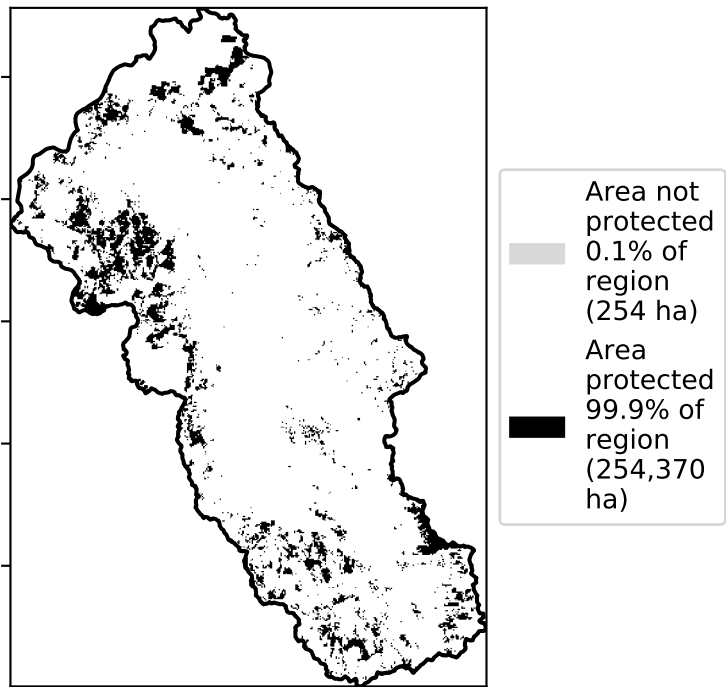 Area not
protected
0.1% of
region
(254 ha)
Area
protected
99.9% of
region
(254,370
ha)